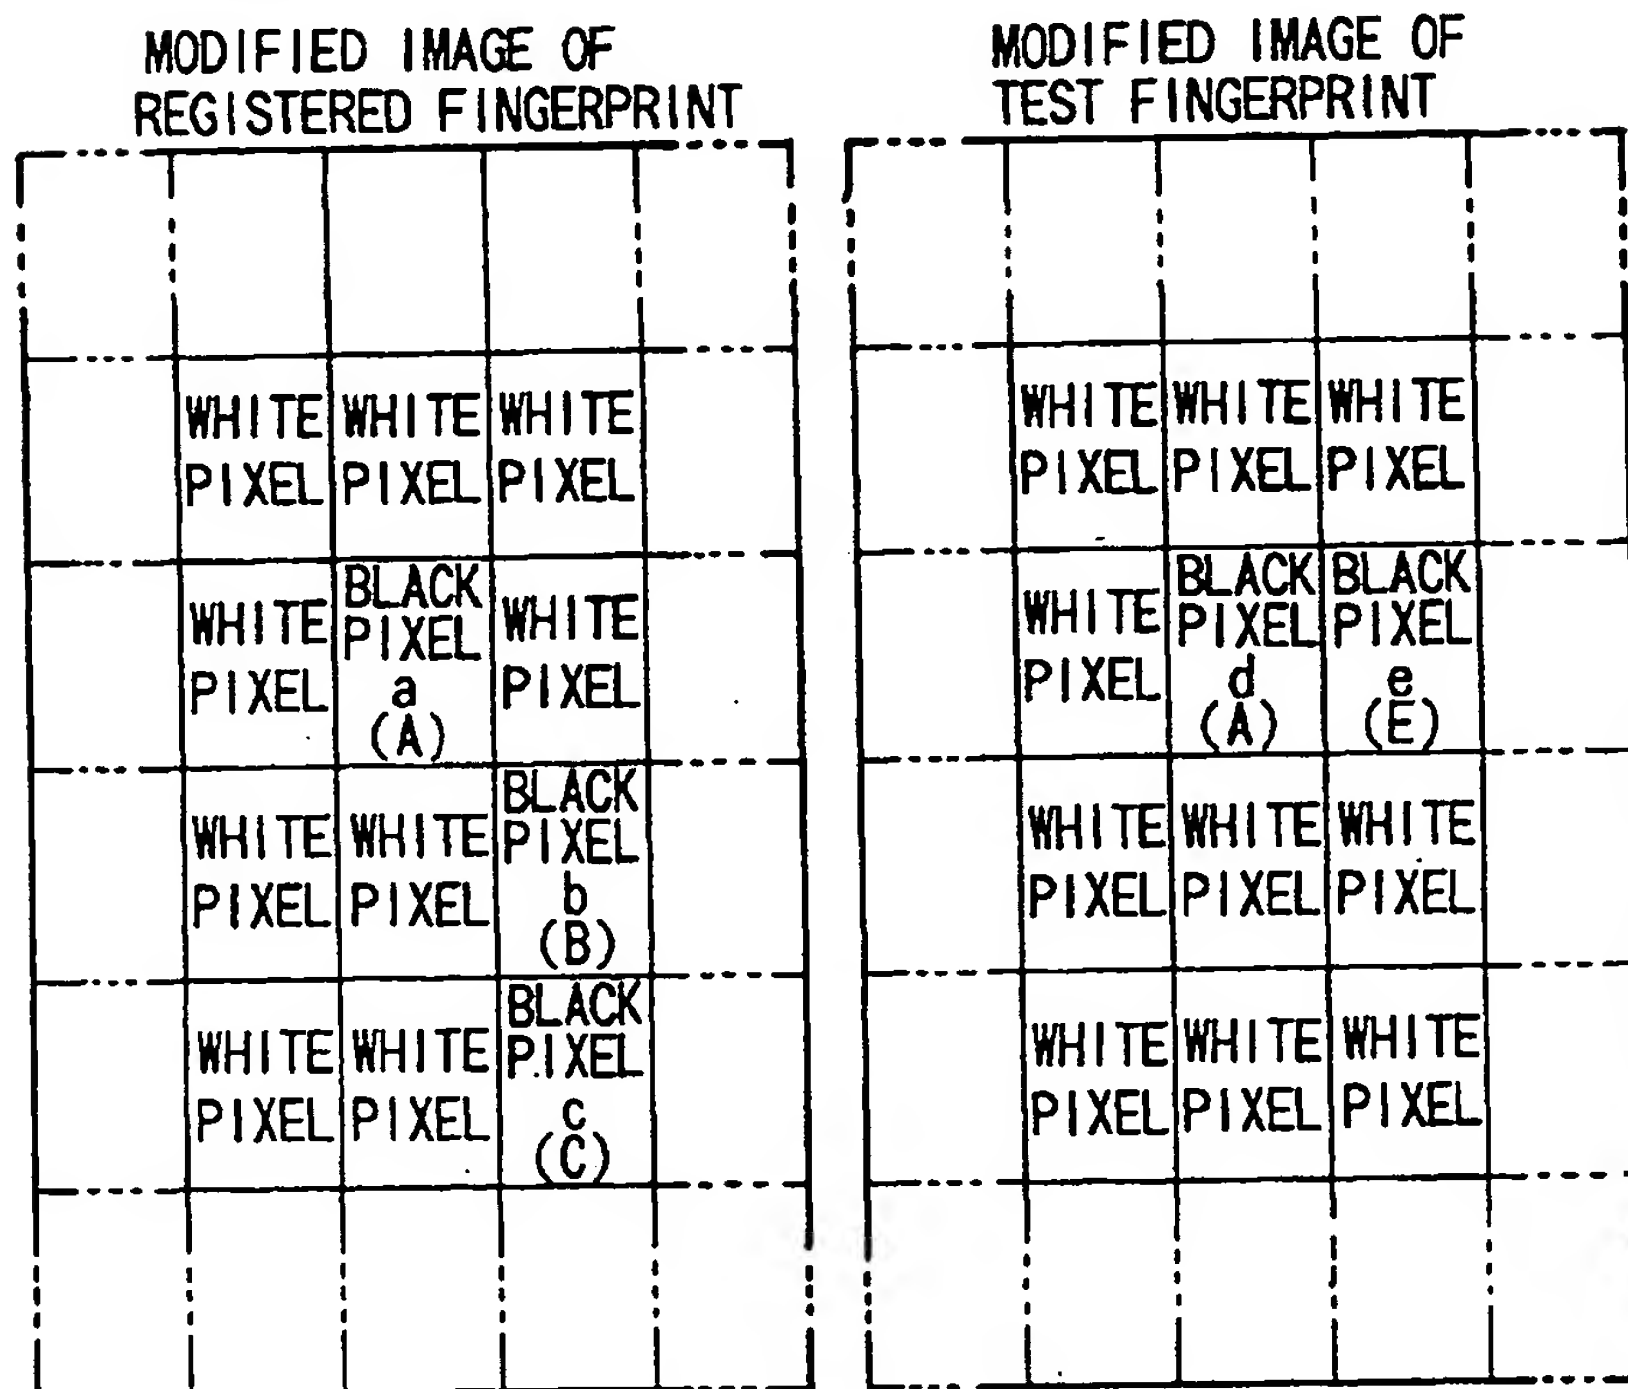 MODIFIED IMAGE OF
REGISTERED FINGERPRINT
WHITE PIXEL
WHITE PIXEL
WHITE PIXEL
WHITE PIXEL
BLACK PIXEL
a
(A)
WHITE PIXEL
WHITE PIXEL
WHITE PIXEL
BLACK PIXEL
b
(B)
WHITE PIXEL
WHITE PIXEL
BLACK PIXEL
c
(C)
MODIFIED IMAGE OF
TEST FINGERPRINT
WHITE PIXEL
WHITE PIXEL
WHITE PIXEL
WHITE PIXEL
BLACK PIXEL
d
(A)
BLACK PIXEL
e
(E)
WHITE PIXEL
WHITE PIXEL
WHITE PIXEL
WHITE PIXEL
WHITE PIXEL
WHITE PIXEL